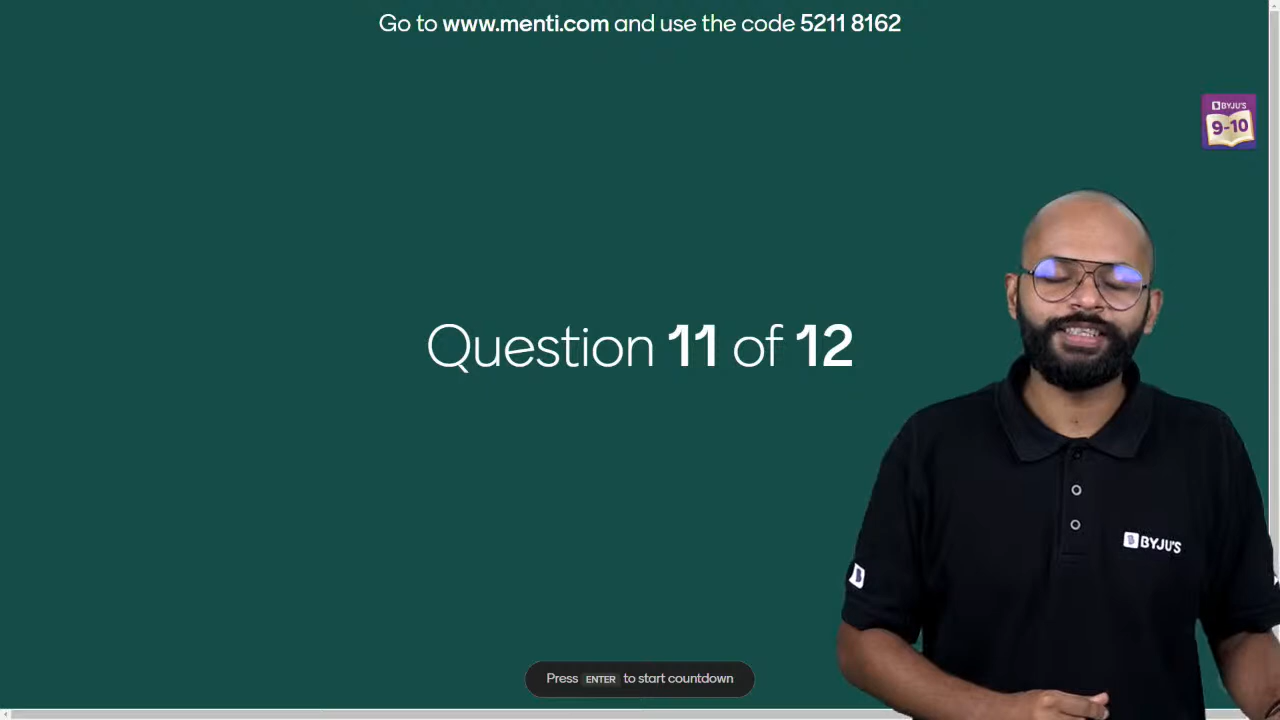 Go to www.menti.com and use the code 5211 8162
BYJU'S
9-10
Question 11 of 12
BYJU'S
Press ENTER to start countdown